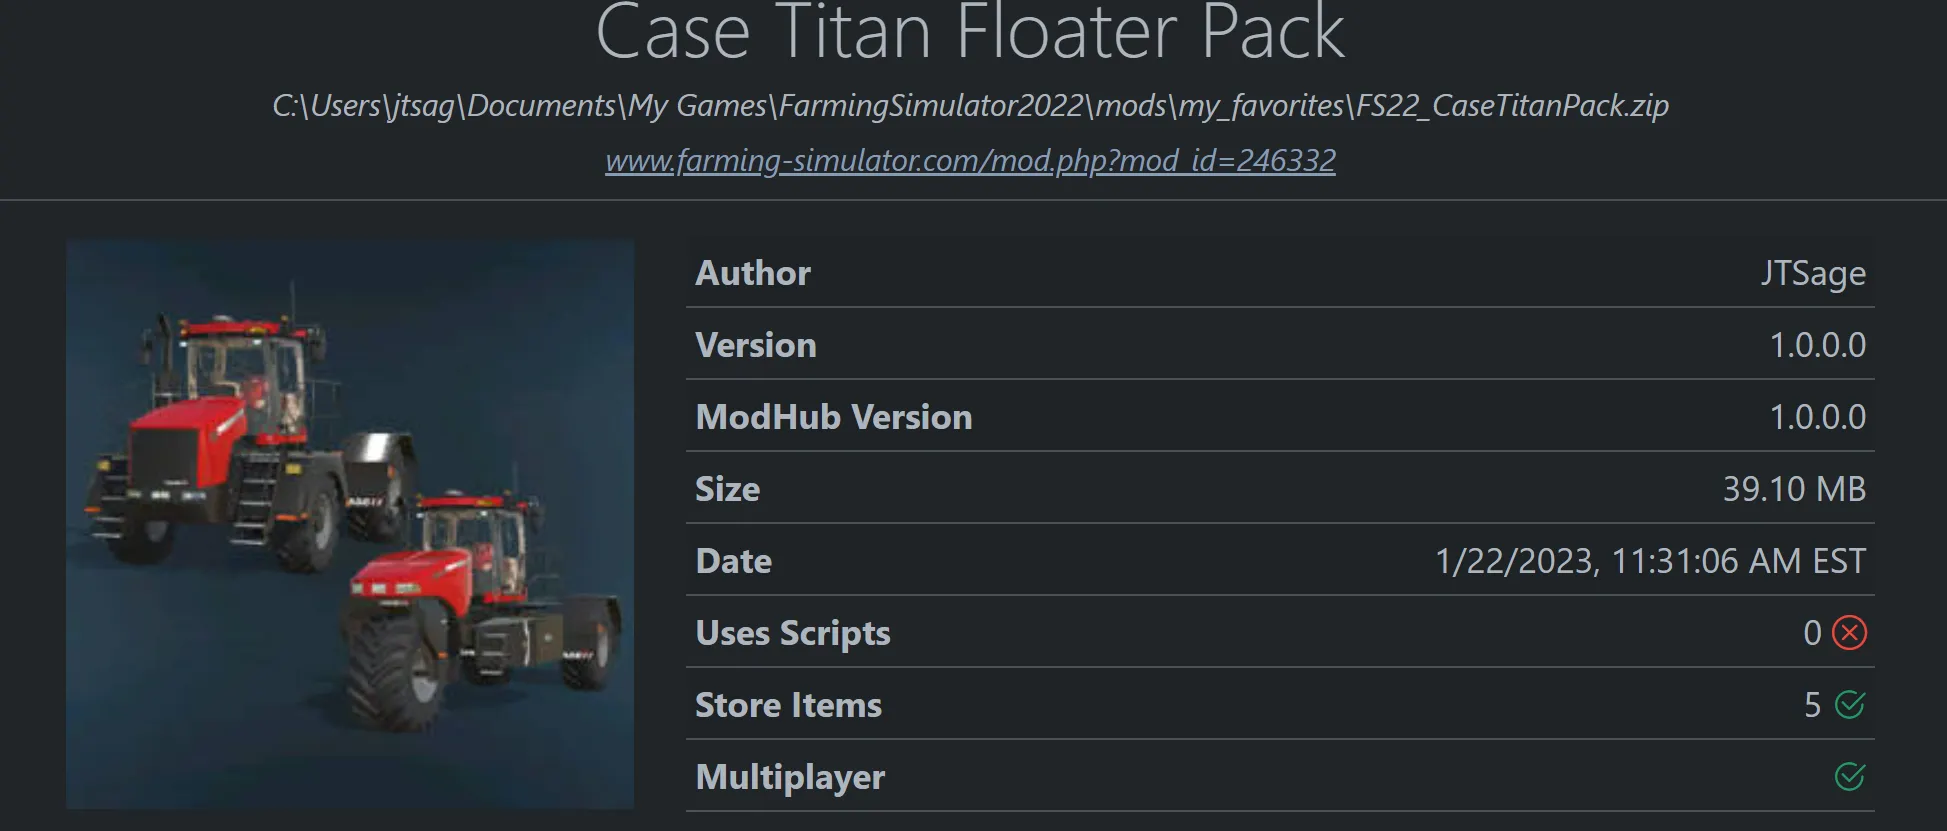 Case Titan Floater Pack
C:\Users\jtsag\Documents\My Games\FarmingSimulator2022\mods\my_favorites\FS22_CaseTitanPack.zip
www.farming-simulator.com/mod.php?mod_id=246332
Author JTSage
Version 1.0.0.0
ModHub Version 1.0.0.0
Size 39.10 MB
Date 1/22/2023, 11:31:06 AM EST
Uses Scripts 0
Store Items 5
Multiplayer